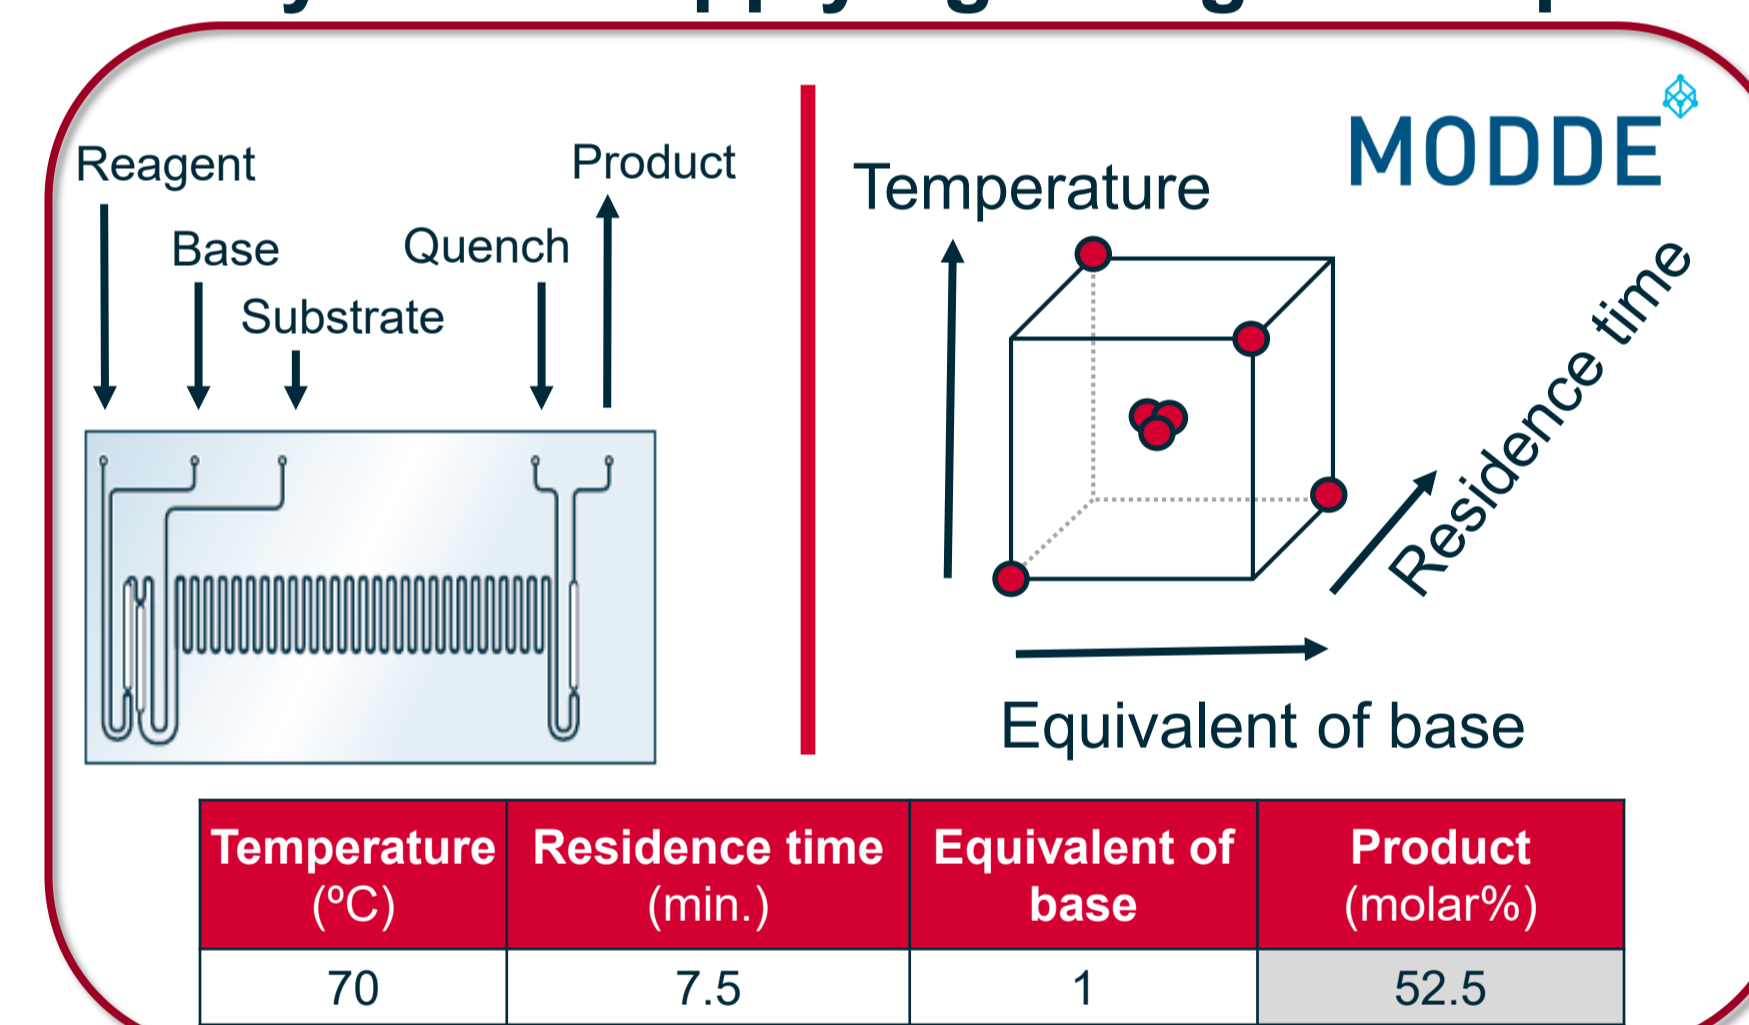 Reagent
Product
Base
Quench
Substrate
MODDE
Temperature
Residence time
Equivalent of base
Temperature (ºC)
Residence time (min.)
Equivalent of base
Product (molar%)
70
7.5
1
52.5